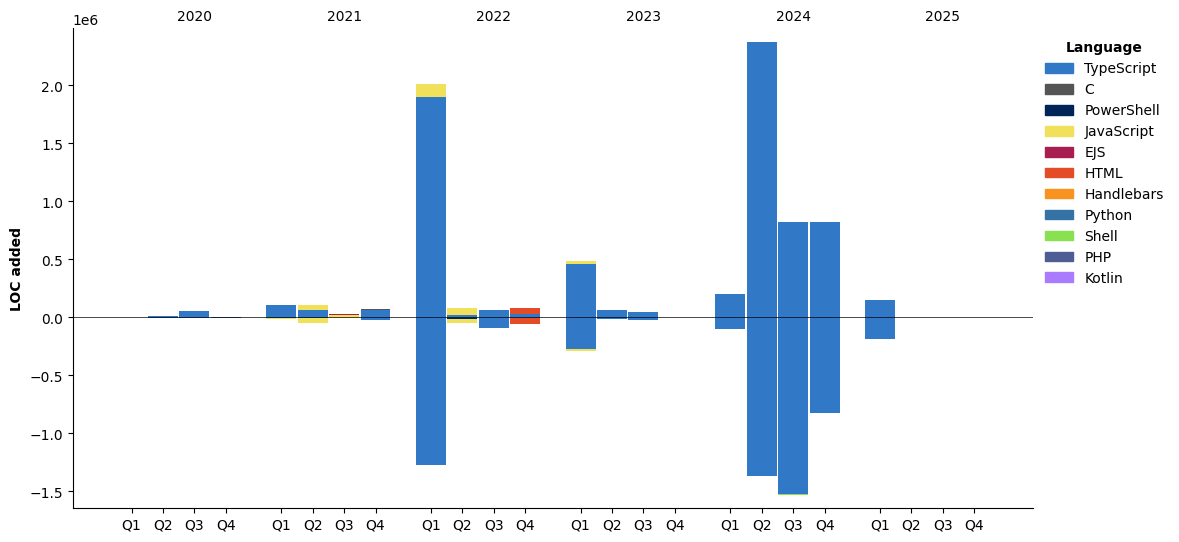 1e6
2020 2021 2022 2023 2024 2025
Language
TypeScript
C
PowerShell
JavaScript
EJS
HTML
Handlebars
Python
Shell
PHP
Kotlin
LOC added
2.0
1.5
1.0
0.5
0.0
−0.5
−1.0
−1.5
Q1 Q2 Q3 Q4 Q1 Q2 Q3 Q4 Q1 Q2 Q3 Q4 Q1 Q2 Q3 Q4 Q1 Q2 Q3 Q4 Q1 Q2 Q3 Q4